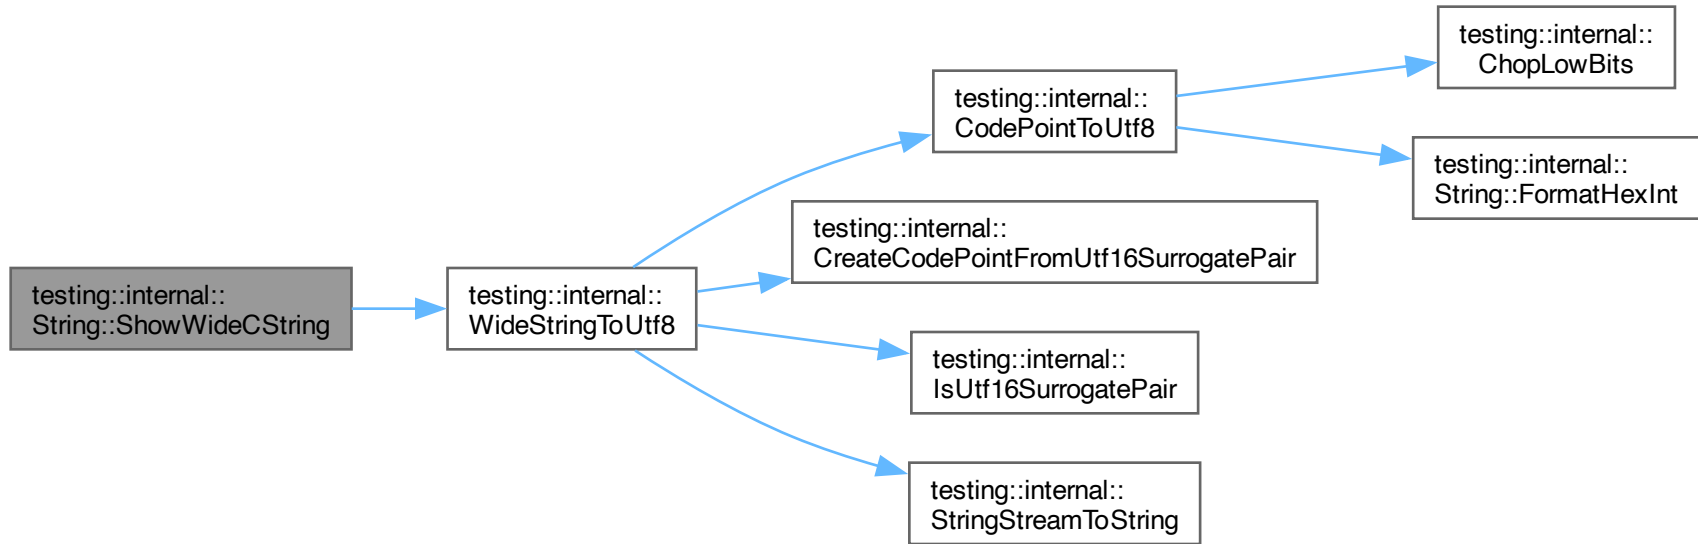 testing::internal::
String::ShowWideCString
testing::internal::
WideStringToUtf8
testing::internal::
CodePointToUtf8
testing::internal::
CreateCodePointFromUtf16SurrogatePair
testing::internal::
IsUtf16SurrogatePair
testing::internal::
StringStreamToString
testing::internal::
ChopLowBits
testing::internal::
String::FormatHexInt